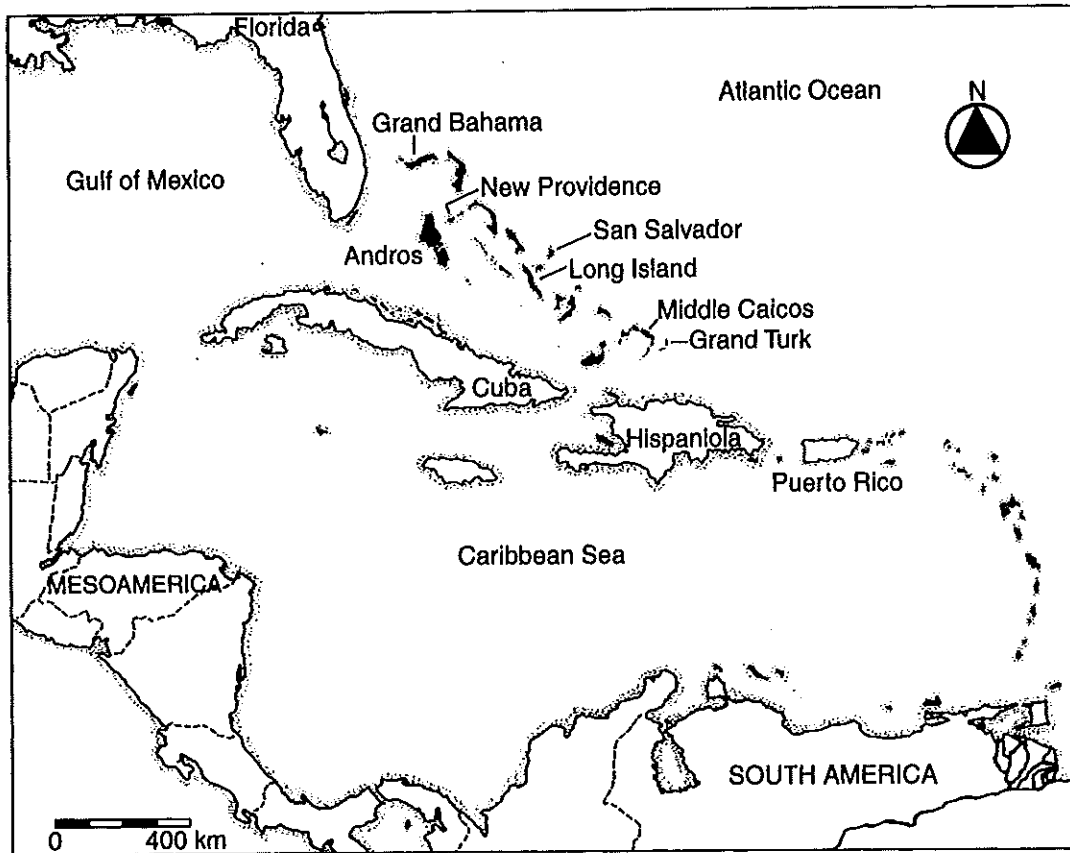 Florida
Atlantic Ocean
N
Grand Bahama
Gulf of Mexico
New Providence
San Salvador
Andros
Long Island
Middle Caicos
Grand Turk
Cuba
Hispaniola
Puerto Rico
Caribbean Sea
MESOAMERICA
SOUTH AMERICA
0 400 km